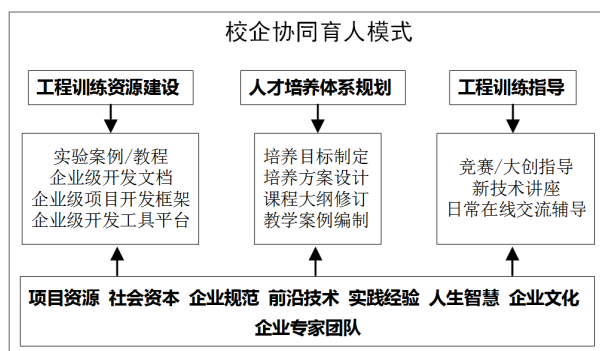 校企协同育人模式
工程训练资源建设
人才培养体系规划
工程训练指导
实验案例/教程
企业级开发文档
企业级项目开发框架
企业级开发工具平台
培养目标制定
培养方案设计
课程大纲修订
教学案例编制
竞赛/大创指导
新技术讲座
日常在线交流辅导
项目资源 社会资本 企业规范 前沿技术 实践经验 人生智慧 企业文化
企业专家团队